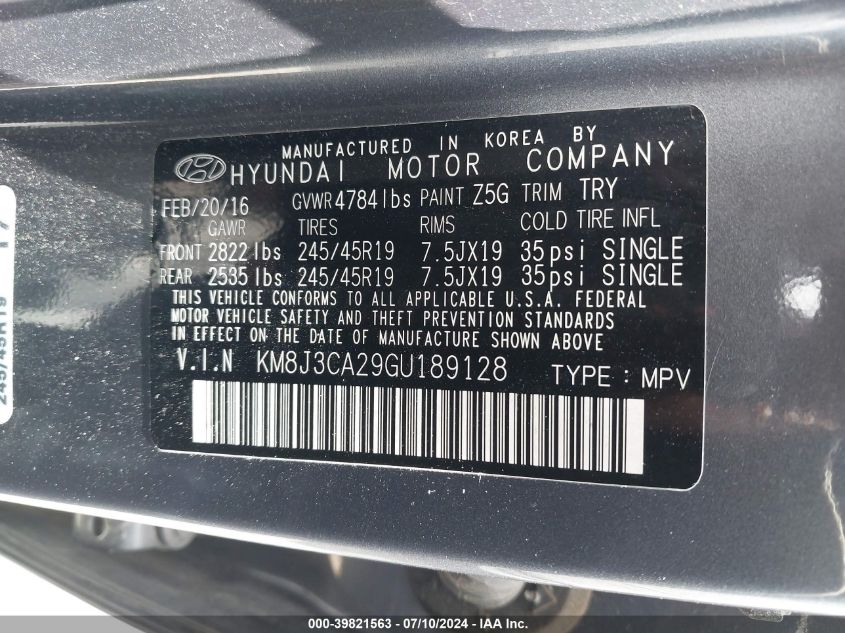 MANUFACTURED IN KOREA BY
HYUNDAI MOTOR COMPANY
FEB/20/16 GVWR 4784 lbs PAINT Z5G TRIM TRY
GAWR TIRES RIMS COLD TIRE INFL
FRONT 2822 lbs 245/45R19 7.5JX19 35psi SINGLE
REAR 2535 lbs 245/45R19 7.5JX19 35psi SINGLE
THIS VEHICLE CONFORMS TO ALL APPLICABLE U.S.A. FEDERAL
MOTOR VEHICLE SAFETY AND THEFT PREVENTION STANDARDS
IN EFFECT ON THE DATE OF MANUFACTURE SHOWN ABOVE
V.I.N KM8J3CA29GU189128 TYPE : MPV
245/45R19
000-39821563 - 07/10/2024 - IAA